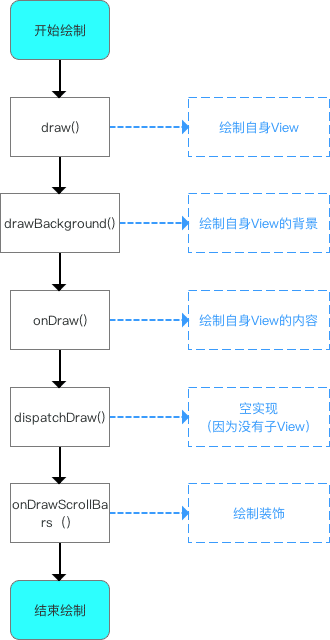 开始绘制
draw()
绘制自身View
drawBackground()
绘制自身View的背景
onDraw()
绘制自身View的内容
dispatchDraw()
空实现
（因为没有子View）
onDrawScrollBa
rs（）
绘制装饰
结束绘制